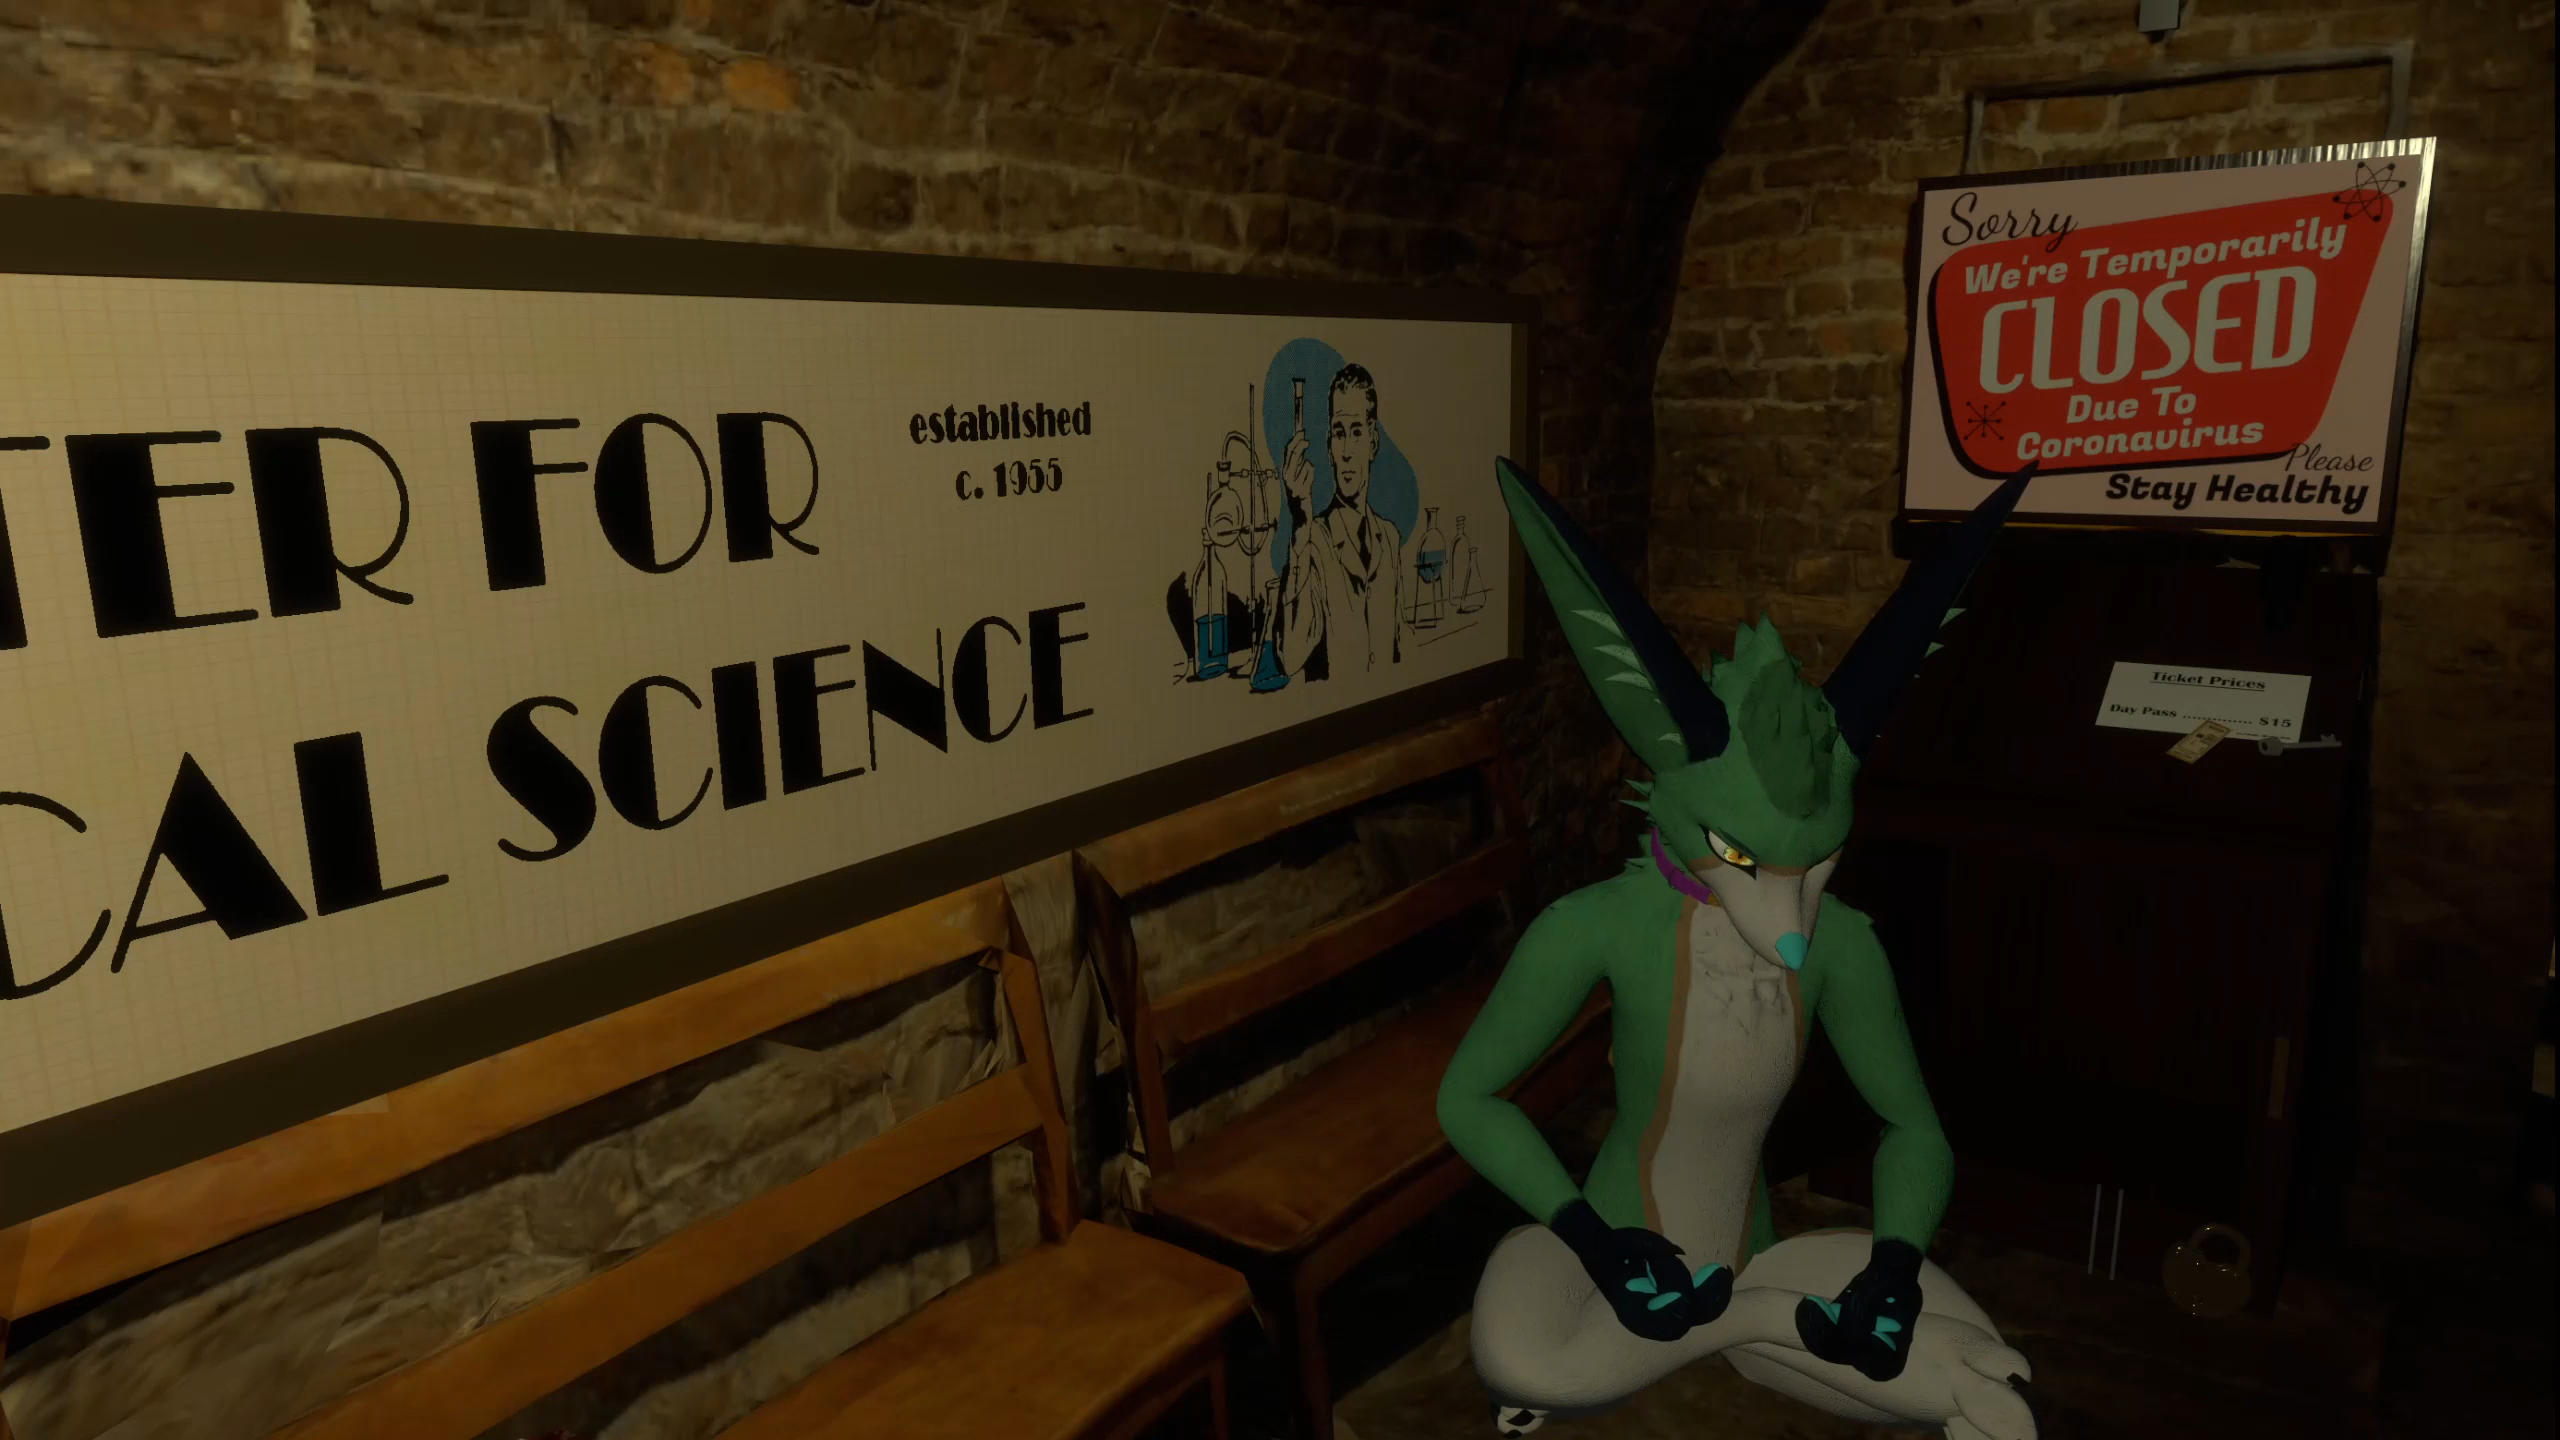 TER FOR
CAL SCIENCE
established
c. 1955
Sorry
We're Temporarily
CLOSED
Due To
Coronavirus
Please
Stay Healthy
Ticket Prices
Day Pass .............. $15